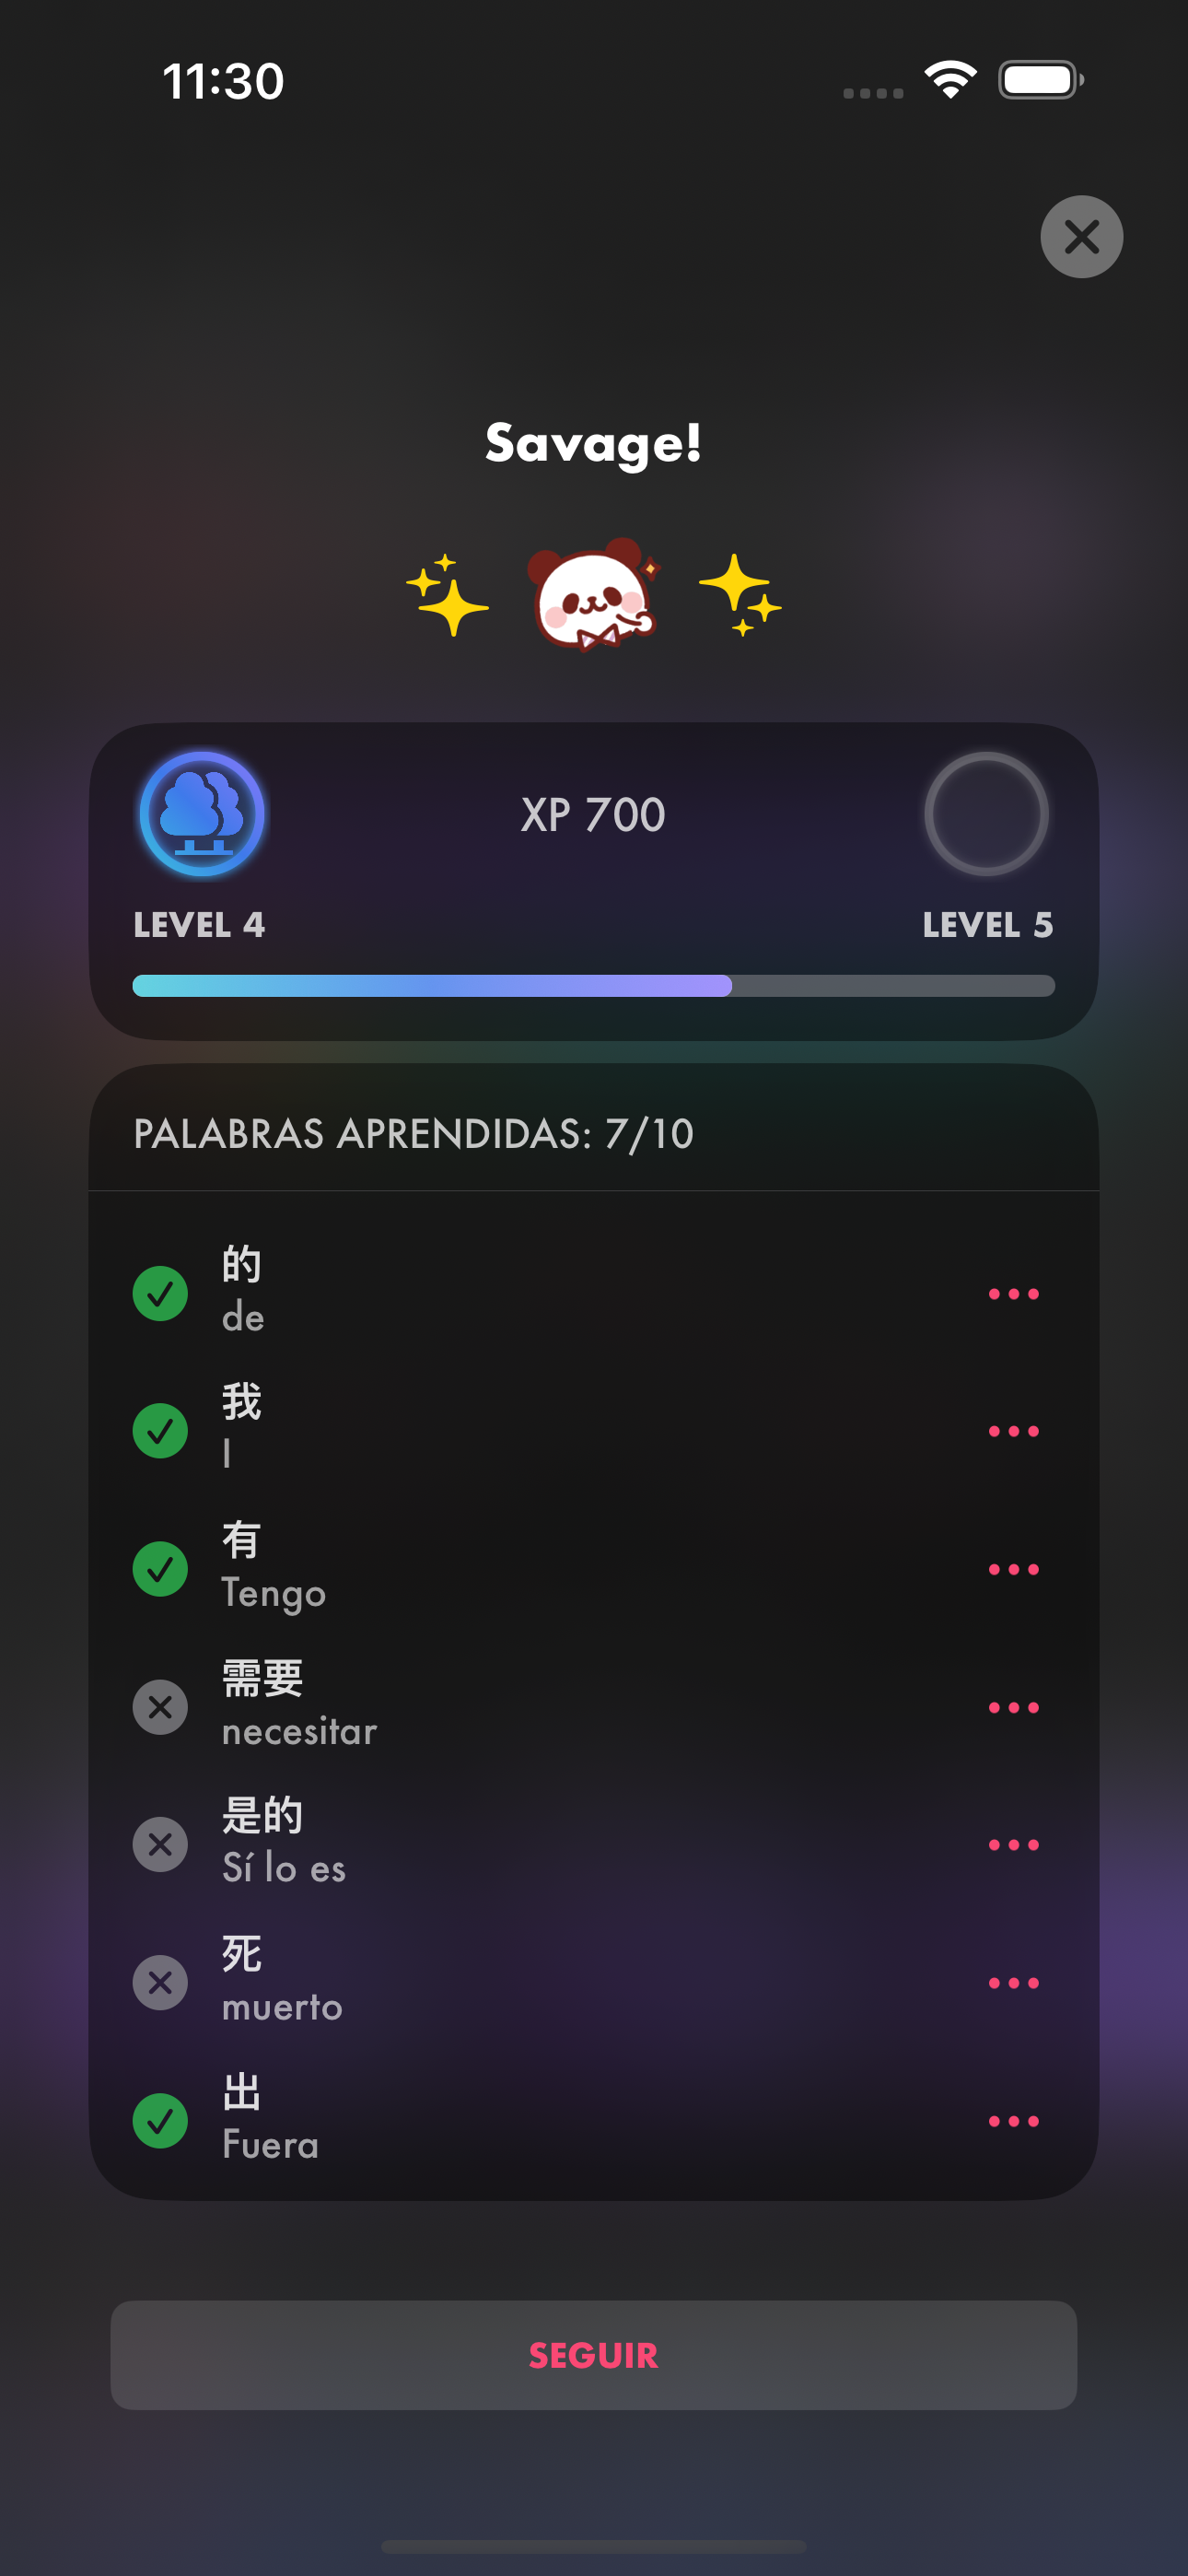 11:30
Savage!
XP 700
LEVEL 4
LEVEL 5
PALABRAS APRENDIDAS: 7/10
的
de
我
I
有
Tengo
需要
necesitar
是的
Sí lo es
死
muerto
出
Fuera
SEGUIR